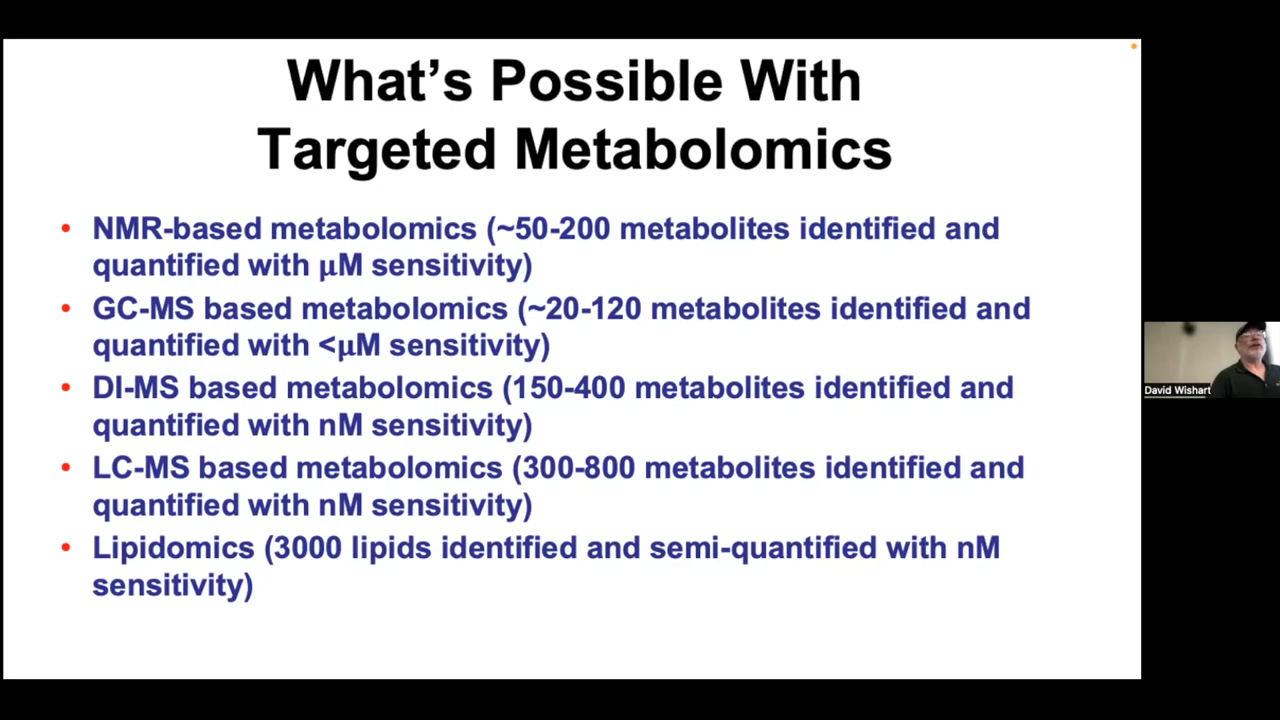 What's Possible With
Targeted Metabolomics
• NMR-based metabolomics (~50-200 metabolites identified and
quantified with μM sensitivity)
• GC-MS based metabolomics (~20-120 metabolites identified and
quantified with <μM sensitivity)
• DI-MS based metabolomics (150-400 metabolites identified and
quantified with nM sensitivity)
• LC-MS based metabolomics (300-800 metabolites identified and
quantified with nM sensitivity)
• Lipidomics (3000 lipids identified and semi-quantified with nM
sensitivity)
David Wishart